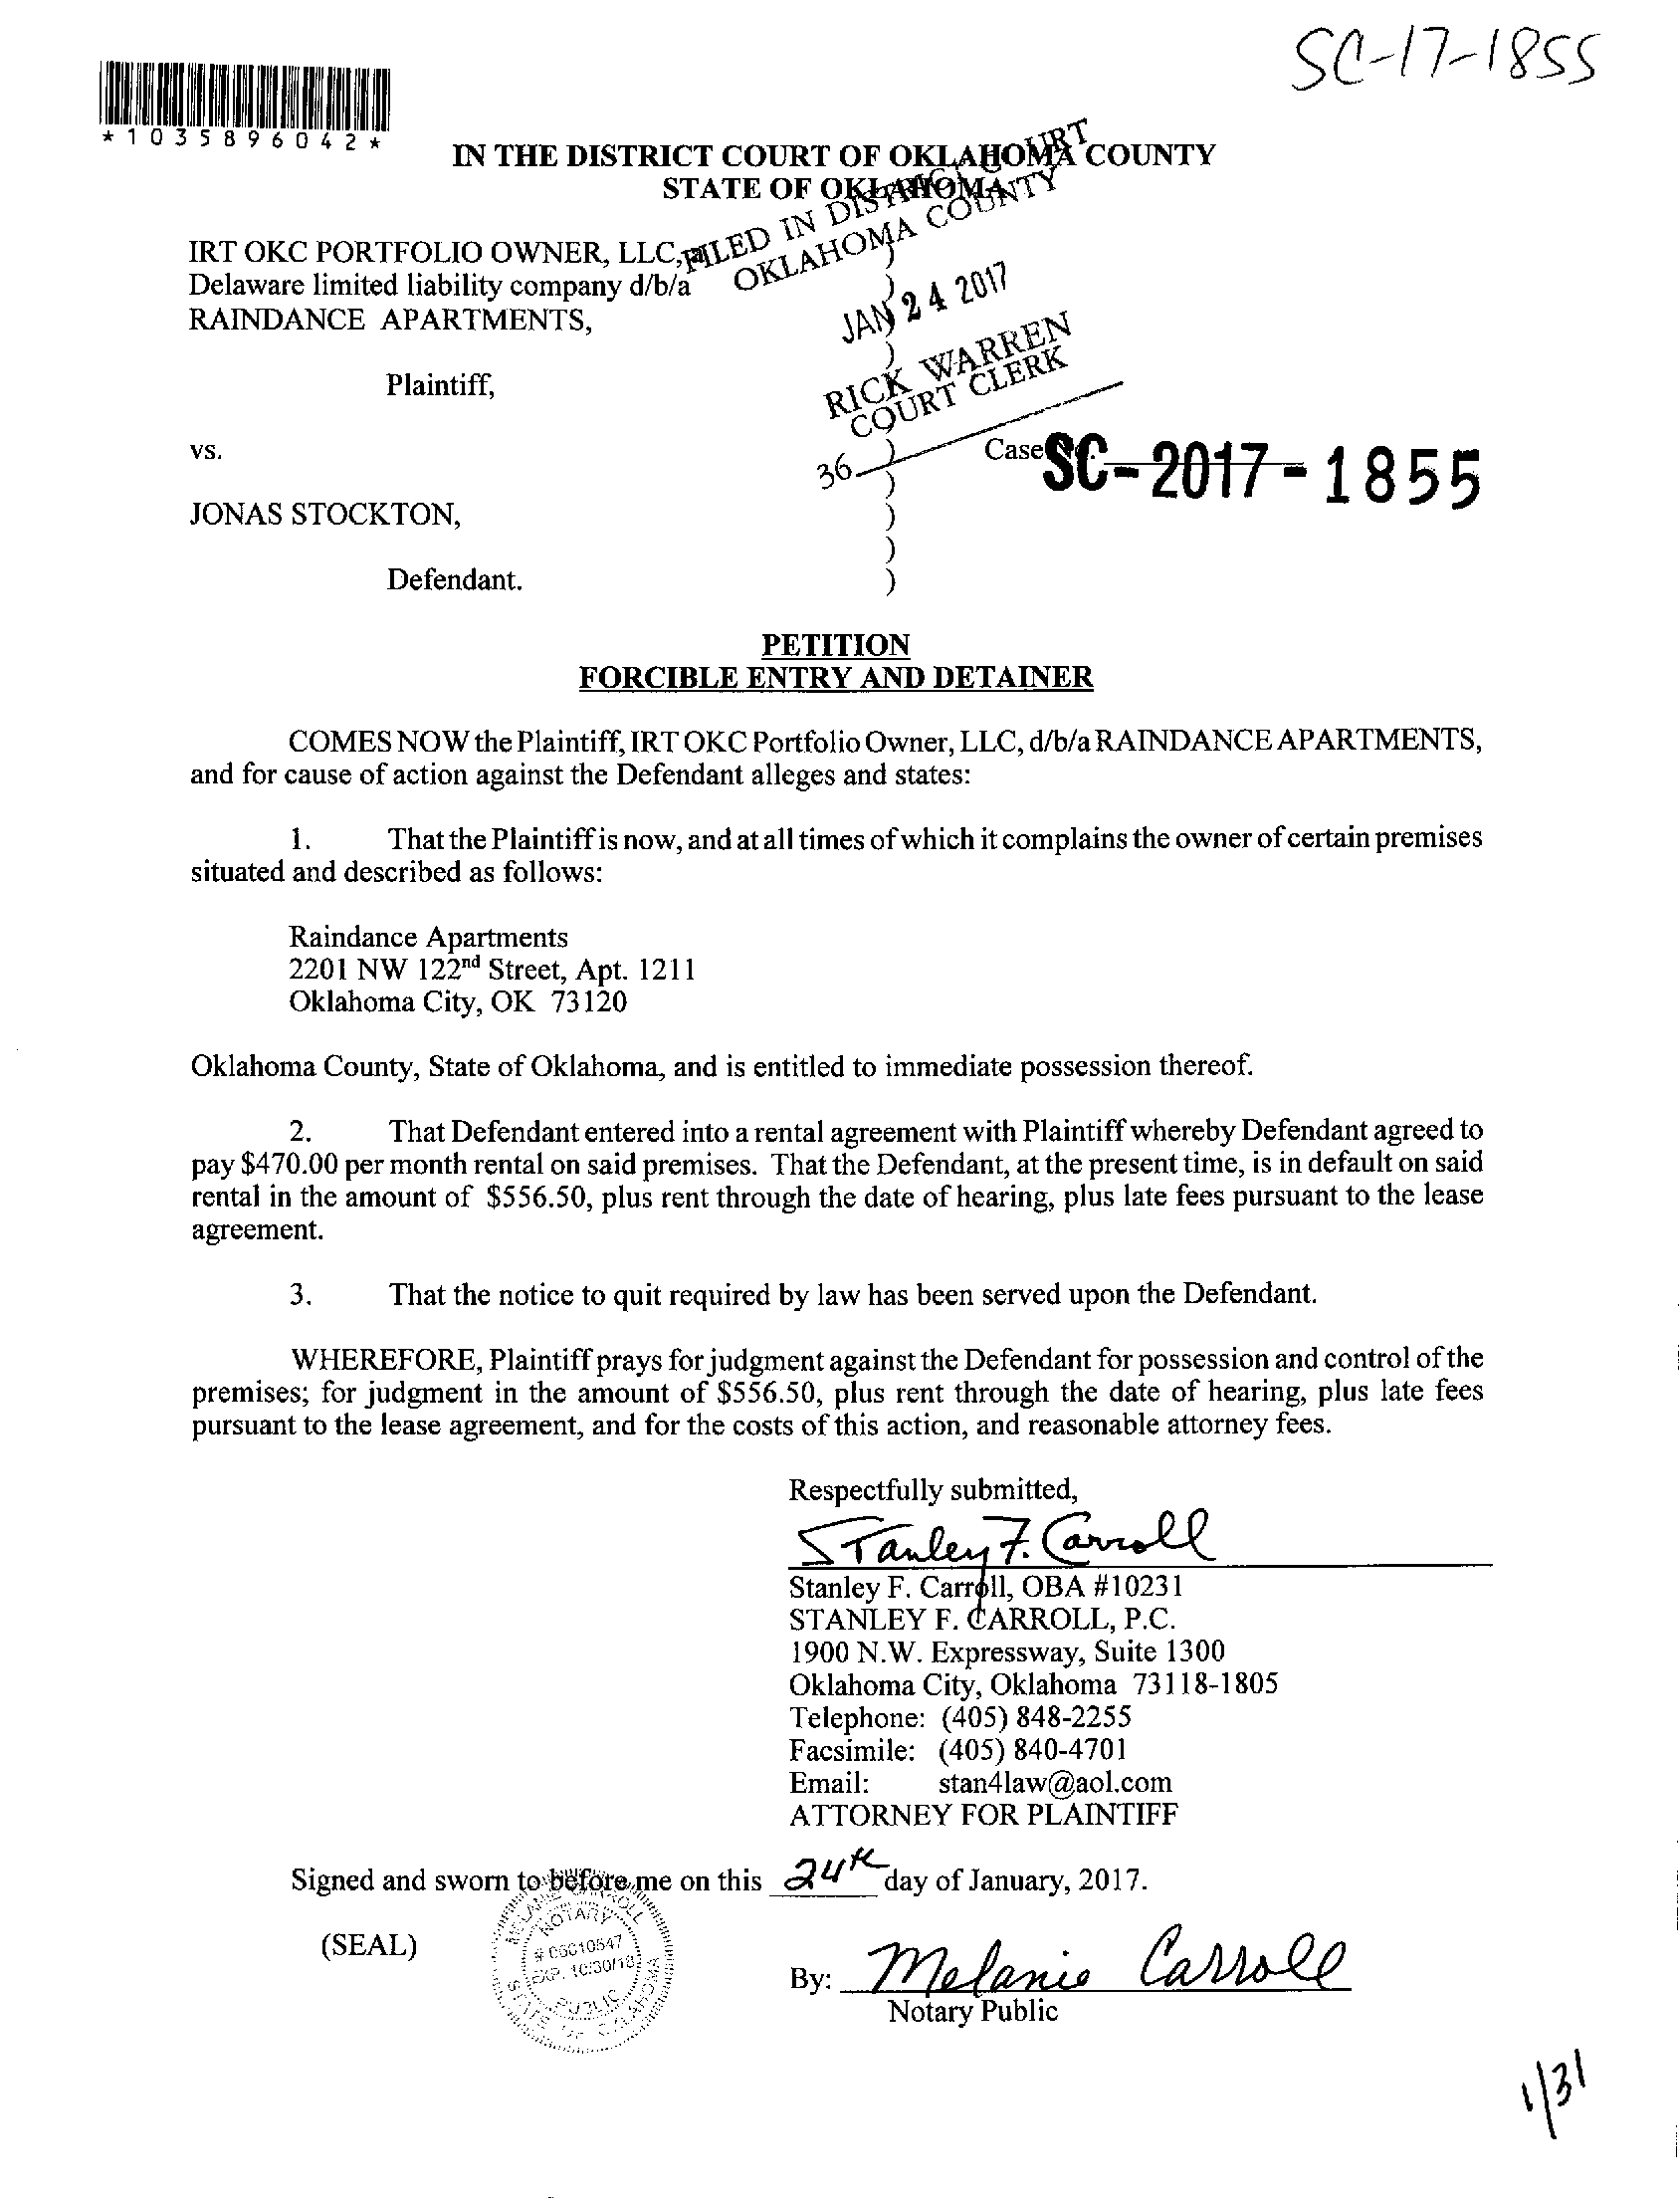 SC-17-1855
*1035896042*
IN THE DISTRICT COURT OF OKLAHOMA COUNTY
STATE OF OKLAHOMA
FILED IN DISTRICT COURT
OKLAHOMA COUNTY
JAN 24 2017
RICK WARREN
COURT CLERK
36
IRT OKC PORTFOLIO OWNER, LLC, a )
Delaware limited liability company d/b/a )
RAINDANCE APARTMENTS, )
)
Plaintiff,
vs. ) Case No. SC-2017-1855
)
JONAS STOCKTON, )
)
Defendant. )
PETITION
FORCIBLE ENTRY AND DETAINER
COMES NOW the Plaintiff, IRT OKC Portfolio Owner, LLC, d/b/a RAINDANCE APARTMENTS,
and for cause of action against the Defendant alleges and states:
1. That the Plaintiff is now, and at all times of which it complains the owner of certain premises
situated and described as follows:
Raindance Apartments
2201 NW 122nd Street, Apt. 1211
Oklahoma City, OK 73120
Oklahoma County, State of Oklahoma, and is entitled to immediate possession thereof.
2. That Defendant entered into a rental agreement with Plaintiff whereby Defendant agreed to
pay $470.00 per month rental on said premises. That the Defendant, at the present time, is in default on said
rental in the amount of $556.50, plus rent through the date of hearing, plus late fees pursuant to the lease
agreement.
3. That the notice to quit required by law has been served upon the Defendant.
WHEREFORE, Plaintiff prays for judgment against the Defendant for possession and control of the
premises; for judgment in the amount of $556.50, plus rent through the date of hearing, plus late fees
pursuant to the lease agreement, and for the costs of this action, and reasonable attorney fees.
Respectfully submitted,
Stanley F. Carroll
Stanley F. Carroll, OBA #10231
STANLEY F. CARROLL, P.C.
1900 N.W. Expressway, Suite 1300
Oklahoma City, Oklahoma 73118-1805
Telephone: (405) 848-2255
Facsimile: (405) 840-4701
Email: stan4law@aol.com
ATTORNEY FOR PLAINTIFF
Signed and sworn to before me on this 24th day of January, 2017.
(SEAL)
MELANIE CARROLL
NOTARY
EXP. 10/30/18
PUBLIC
STATE OF OKLAHOMA
By: Melanie Carroll
Notary Public
1/31